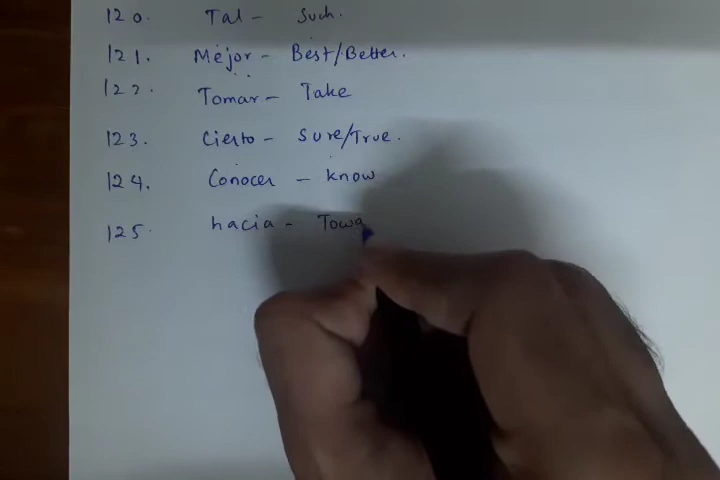 120. Tal - Such.
121. Mejor - Best/Better.
122. Tomar - Take
123. Cierto - Sure/True.
124. Conocer - know
125. hacia - Towa